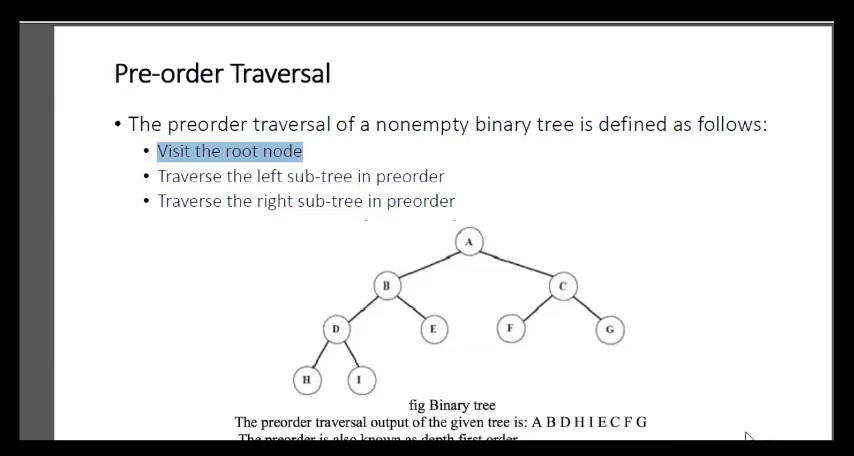 Pre-order Traversal
• The preorder traversal of a nonempty binary tree is defined as follows:
• Visit the root node
• Traverse the left sub-tree in preorder
• Traverse the right sub-tree in preorder
A
B C
D E F G
H I
fig Binary tree
The preorder traversal output of the given tree is: A B D H I E C F G
The preorder is also known as depth first order